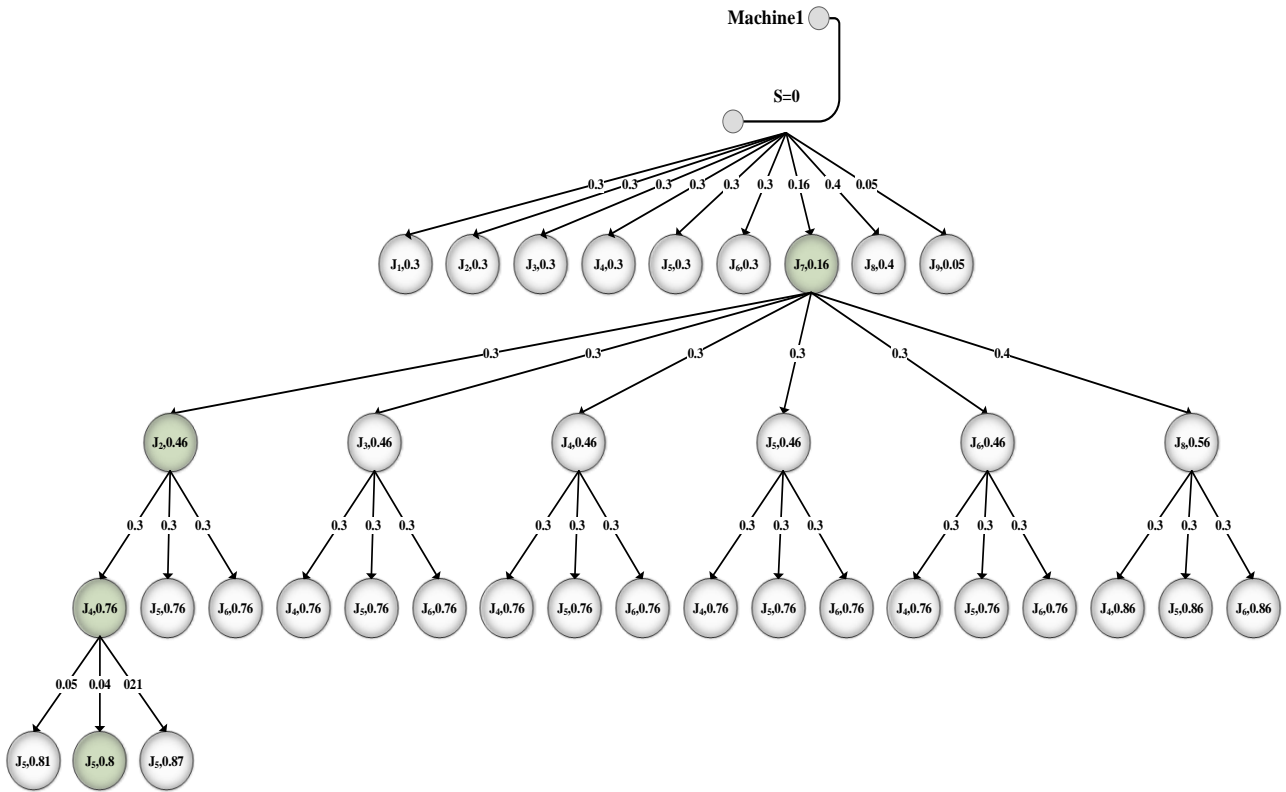 Machine1
S=0
0.3 0.3 0.3 0.3 0.3 0.3 0.16 0.4 0.05
J1,0.3 J2,0.3 J3,0.3 J4,0.3 J5,0.3 J6,0.3 J7,0.16 J8,0.4 J9,0.05
0.3 0.3 0.3 0.3 0.3 0.4
J2,0.46 J3,0.46 J4,0.46 J5,0.46 J6,0.46 J8,0.56
0.3 0.3 0.3 0.3 0.3 0.3 0.3 0.3 0.3 0.3 0.3 0.3 0.3 0.3 0.3 0.3 0.3 0.3
J4,0.76 J5,0.76 J6,0.76 J4,0.76 J5,0.76 J6,0.76 J4,0.76 J5,0.76 J6,0.76 J4,0.76 J5,0.76 J6,0.76 J4,0.76 J5,0.76 J6,0.76 J4,0.86 J5,0.86 J6,0.86
0.05 0.04 021
J5,0.81 J5,0.8 J5,0.87